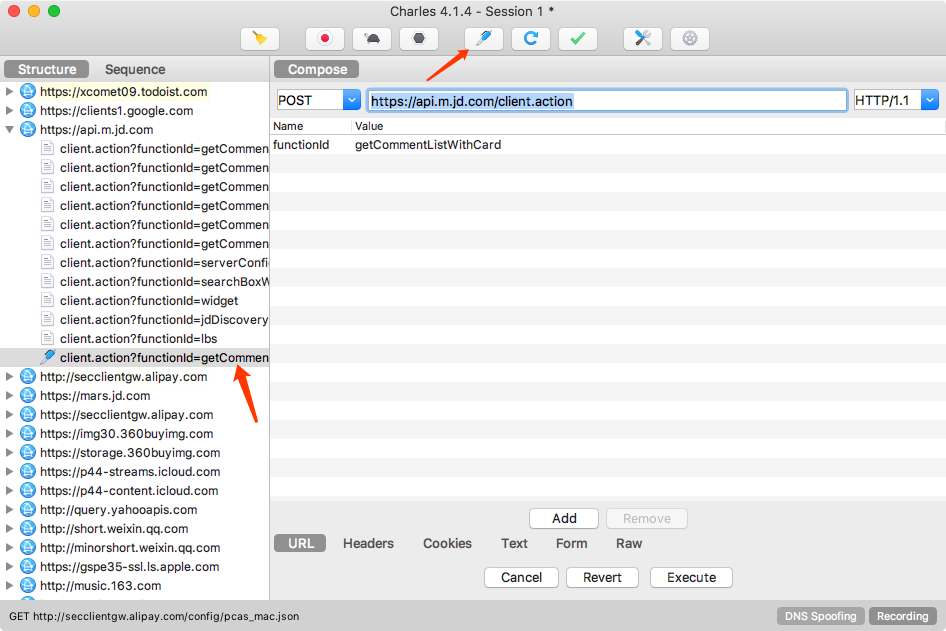 Charles 4.1.4 - Session 1 *
Structure
Sequence
https://xcomet09.todoist.com
https://clients1.google.com
https://api.m.jd.com
client.action?functionId=getCommen
client.action?functionId=getCommen
client.action?functionId=getCommen
client.action?functionId=getCommen
client.action?functionId=getCommen
client.action?functionId=getCommen
client.action?functionId=serverConfi
client.action?functionId=searchBoxW
client.action?functionId=widget
client.action?functionId=jdDiscovery
client.action?functionId=lbs
client.action?functionId=getCommen
http://secclientgw.alipay.com
https://mars.jd.com
https://secclientgw.alipay.com
https://img30.360buyimg.com
https://storage.360buyimg.com
https://p44-streams.icloud.com
https://p44-content.icloud.com
http://query.yahooapis.com
http://short.weixin.qq.com
http://minorshort.weixin.qq.com
https://gspe35-ssl.ls.apple.com
http://music.163.com
Compose
POST
https://api.m.jd.com/client.action
HTTP/1.1
Name Value
functionId getCommentListWithCard
Add Remove
URL Headers Cookies Text Form Raw
Cancel Revert Execute
GET http://secclientgw.alipay.com/config/pcas_mac.json
DNS Spoofing Recording